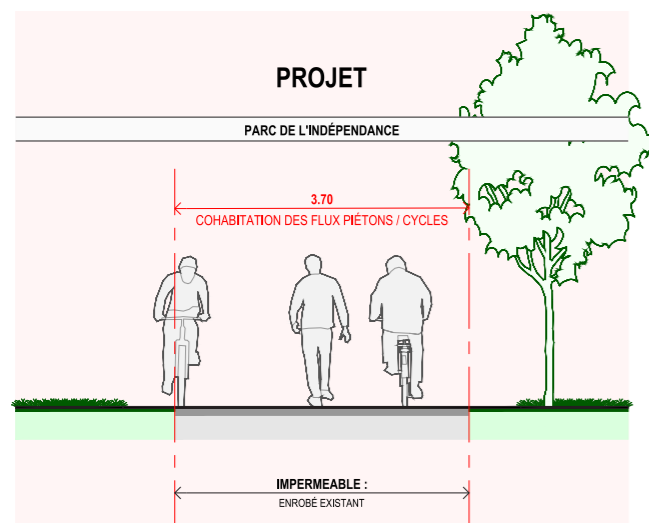 PROJET
PARC DE L'INDÉPENDANCE
3.70
COHABITATION DES FLUX PIÉTONS / CYCLES
IMPERMEABLE :
ENROBÉ EXISTANT